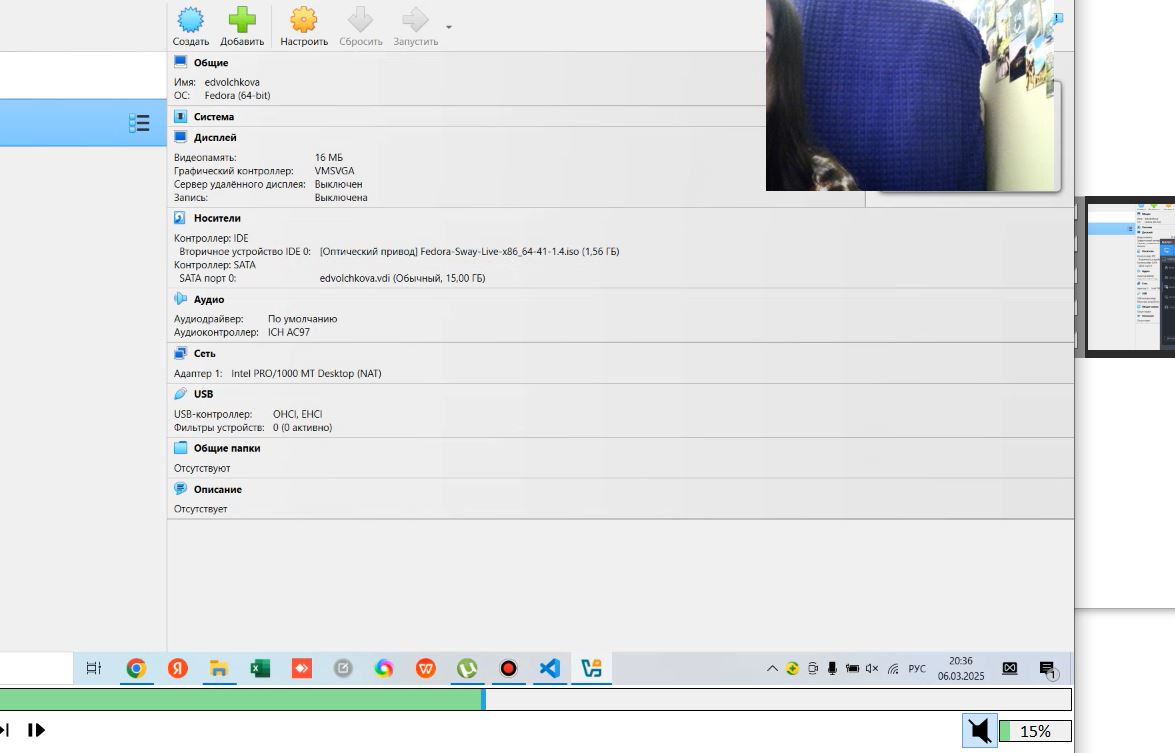 Создать Добавить Настроить Сбросить Запустить
Общие
Имя: edvolchkova
ОС: Fedora (64-bit)
Система
Дисплей
Видеопамять: 16 МБ
Графический контроллер: VMSVGA
Сервер удалённого дисплея: Выключен
Запись: Выключена
Носители
Контроллер: IDE
Вторичное устройство IDE 0: [Оптический привод] Fedora-Sway-Live-x86_64-41-1.4.iso (1,56 ГБ)
Контроллер: SATA
SATA порт 0: edvolchkova.vdi (Обычный, 15,00 ГБ)
Аудио
Аудиодрайвер: По умолчанию
Аудиоконтроллер: ICH AC97
Сеть
Адаптер 1: Intel PRO/1000 MT Desktop (NAT)
USB
USB-контроллер: OHCI, EHCI
Фильтры устройств: 0 (0 активно)
Общие папки
Отсутствуют
Описание
Отсутствует
РУС
20:36
06.03.2025
1
15%